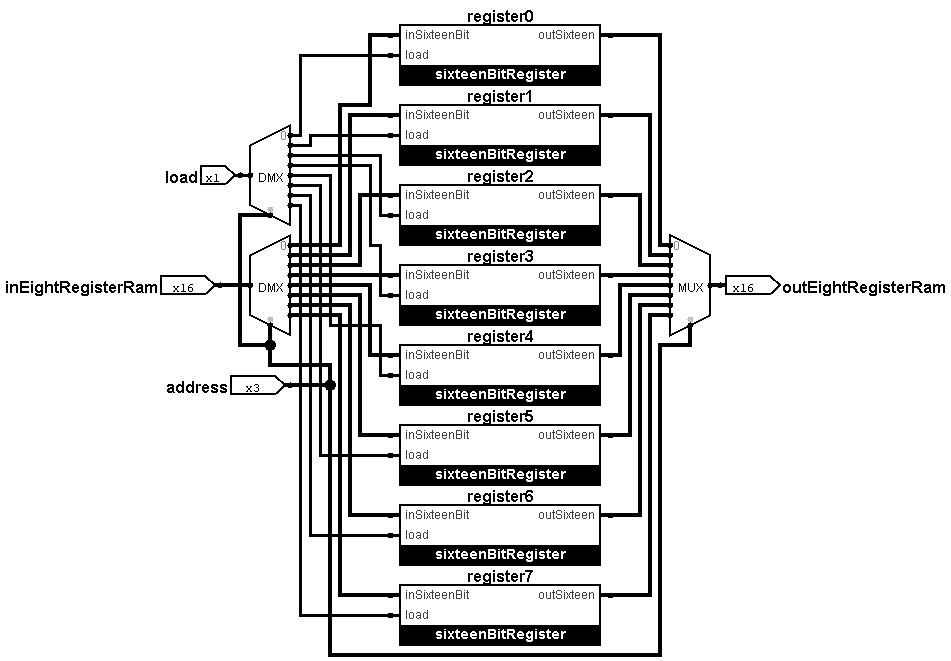 register0
inSixteenBit outSixteen
load
sixteenBitRegister
register1
inSixteenBit outSixteen
load
sixteenBitRegister
register2
inSixteenBit outSixteen
load
sixteenBitRegister
register3
inSixteenBit outSixteen
load
sixteenBitRegister
register4
inSixteenBit outSixteen
load
sixteenBitRegister
register5
inSixteenBit outSixteen
load
sixteenBitRegister
register6
inSixteenBit outSixteen
load
sixteenBitRegister
register7
inSixteenBit outSixteen
load
sixteenBitRegister
0
load x1 DMX
0
inEightRegisterRam x16 DMX
address x3
0
MUX x16 outEightRegisterRam